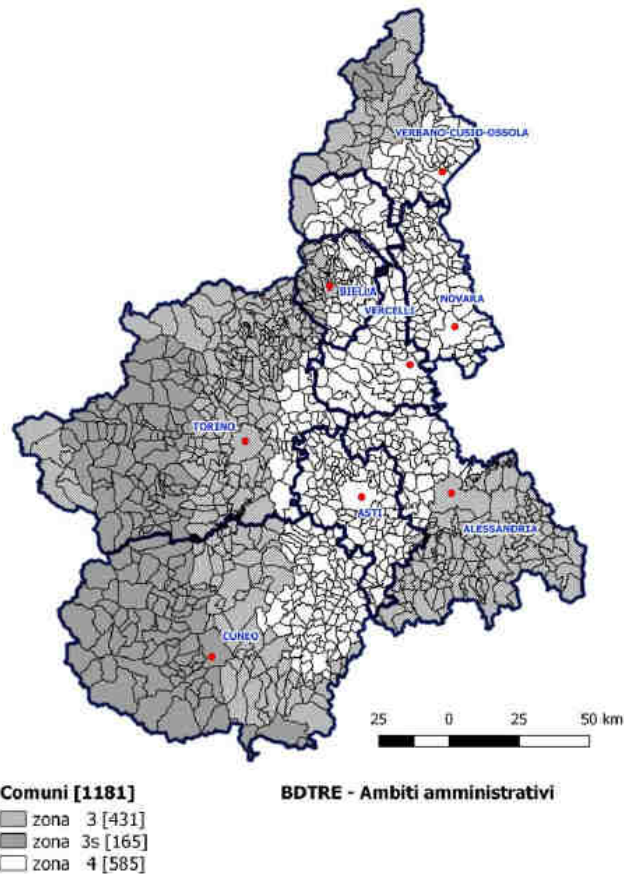 VERBANO-CUSIO-OSSOLA
BIELLA
NOVARA
VERCELLI
TORINO
ASTI
ALESSANDRIA
CUNEO
25 0 25 50 km
Comuni [1181]
BDTRE - Ambiti amministrativi
zona 3 [431]
zona 3s [165]
zona 4 [585]